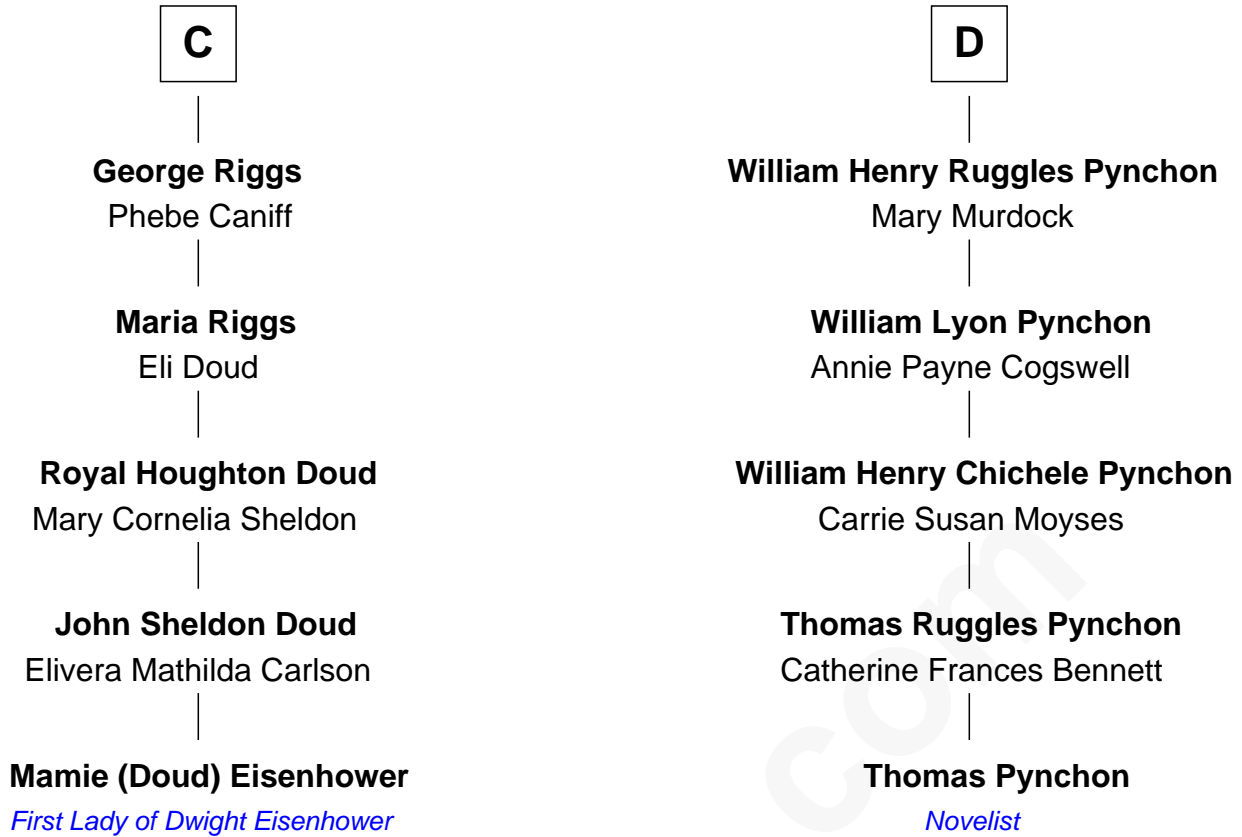 C
George Riggs
Phebe Caniff
Maria Riggs
Eli Doud
Royal Houghton Doud
Mary Cornelia Sheldon
John Sheldon Doud
Elivera Mathilda Carlson
Mamie (Doud) Eisenhower
First Lady of Dwight Eisenhower
D
William Henry Ruggles Pynchon
Mary Murdock
William Lyon Pynchon
Annie Payne Cogswell
William Henry Chichele Pynchon
Carrie Susan Moyses
Thomas Ruggles Pynchon
Catherine Frances Bennett
Thomas Pynchon
Novelist
com